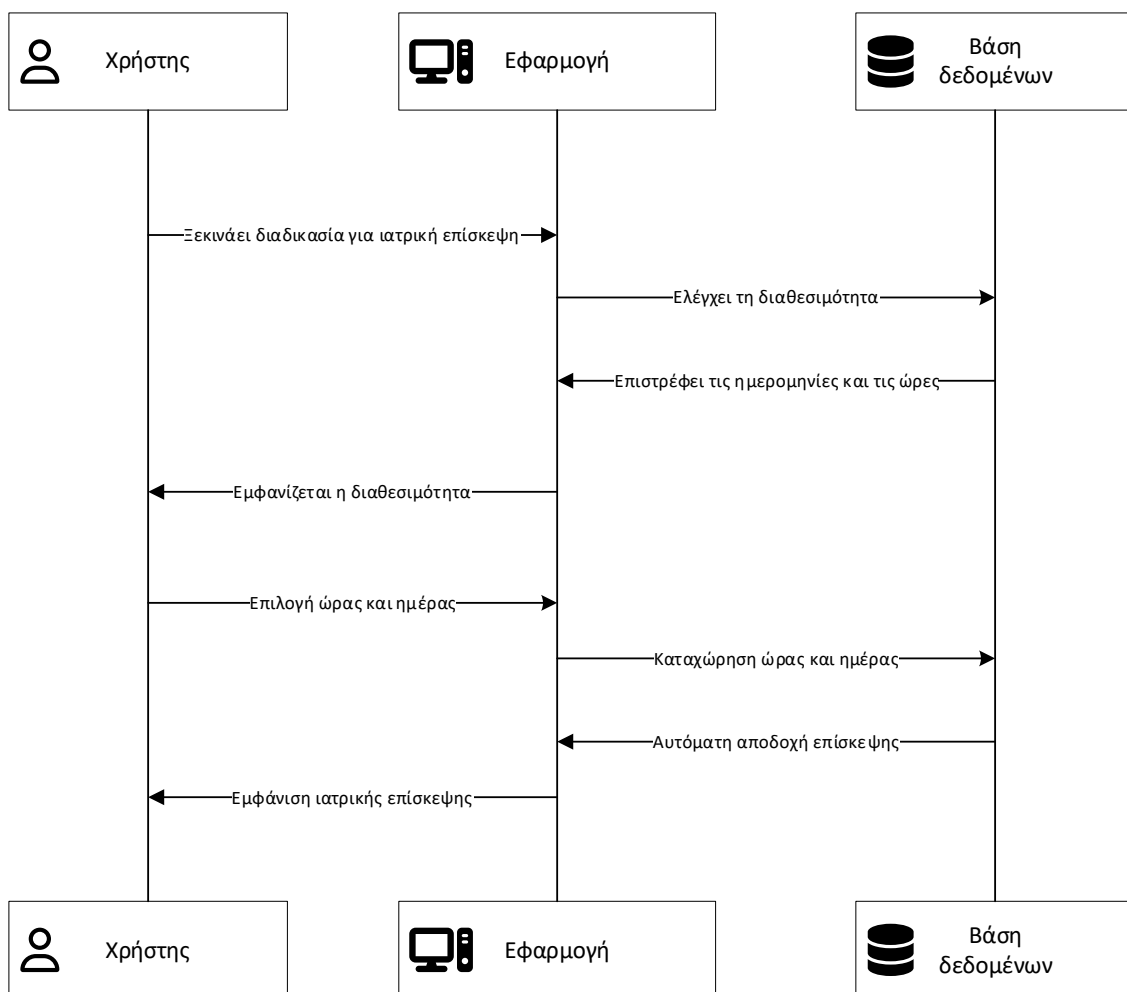 Χρήστης
Εφαρμογή
Βάση
δεδομένων
Ξεκινάει διαδικασία για ιατρική επίσκεψη
Ελέγχει τη διαθεσιμότητα
Επιστρέφει τις ημερομηνίες και τις ώρες
Εμφανίζεται η διαθεσιμότητα
Επιλογή ώρας και ημέρας
Καταχώρηση ώρας και ημέρας
Αυτόματη αποδοχή επίσκεψης
Εμφάνιση ιατρικής επίσκεψης
Χρήστης
Εφαρμογή
Βάση
δεδομένων